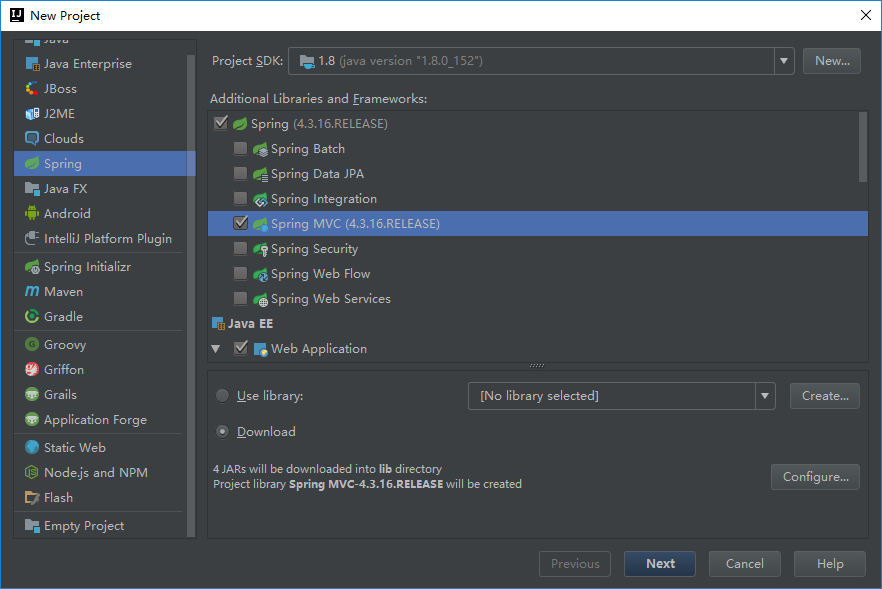 New Project
Java
Java Enterprise
JBoss
J2ME
Clouds
Spring
Java FX
Android
IntelliJ Platform Plugin
Spring Initializr
Maven
Gradle
Groovy
Griffon
Grails
Application Forge
Static Web
Node.js and NPM
Flash
Empty Project
Project SDK: 1.8 (java version "1.8.0_152") New...
Additional Libraries and Frameworks:
Spring (4.3.16.RELEASE)
Spring Batch
Spring Data JPA
Spring Integration
Spring MVC (4.3.16.RELEASE)
Spring Security
Spring Web Flow
Spring Web Services
Java EE
Web Application
Use library: [No library selected] Create...
Download
4 JARs will be downloaded into lib directory
Project library Spring MVC-4.3.16.RELEASE will be created
Configure...
Previous Next Cancel Help